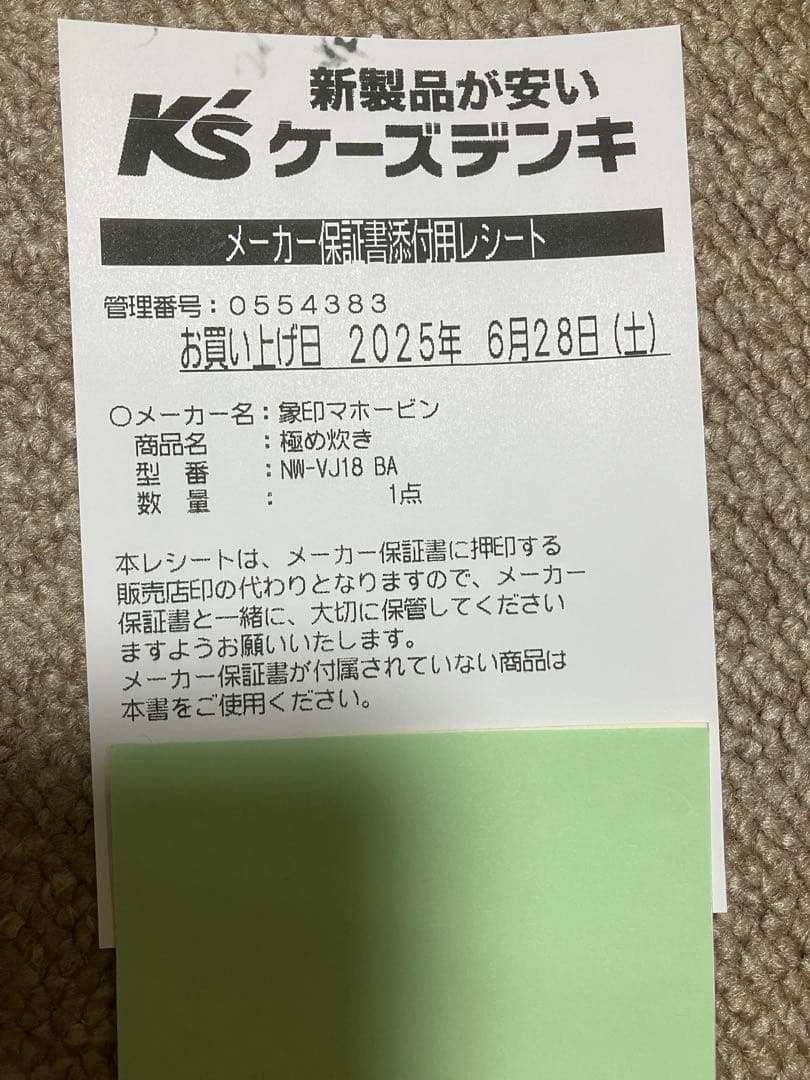 新製品が安い
K's ケーズデンキ
メーカー保証書添付用レシート
管理番号：０５５４３８３
お買い上げ日 2025年 6月28日(土)
○メーカー名：象印マホービン
商品名 ：極め炊き
型 番 ：NW-VJ18 BA
数 量 ： 1点
本レシートは、メーカー保証書に押印する
販売店印の代わりとなりますので、メーカー
保証書と一緒に、大切に保管してください
ますようお願いいたします。
メーカー保証書が付属されていない商品は
本書をご使用ください。